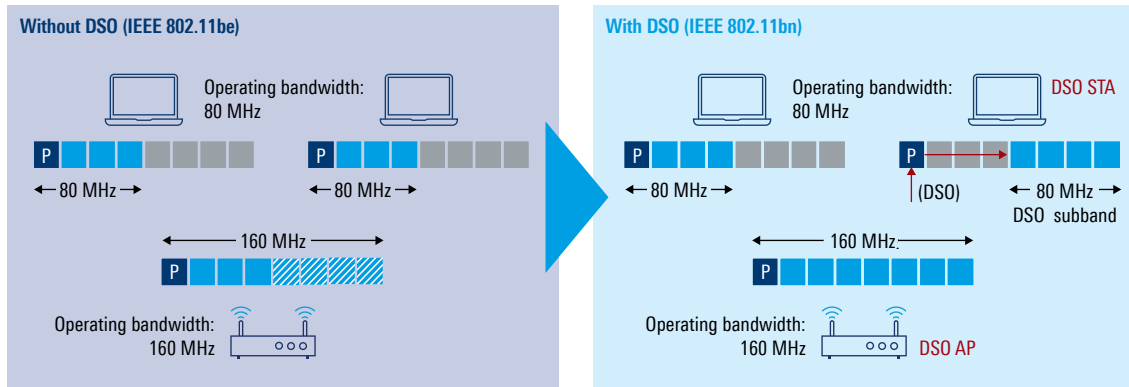 Without DSO (IEEE 802.11be)
Operating bandwidth:
80 MHz
P
P
80 MHz
80 MHz
160 MHz
P
Operating bandwidth:
160 MHz
With DSO (IEEE 802.11bn)
Operating bandwidth:
80 MHz
DSO STA
P
P
80 MHz
(DSO)
80 MHz
DSO subband
160 MHz
P
Operating bandwidth:
160 MHz
DSO AP